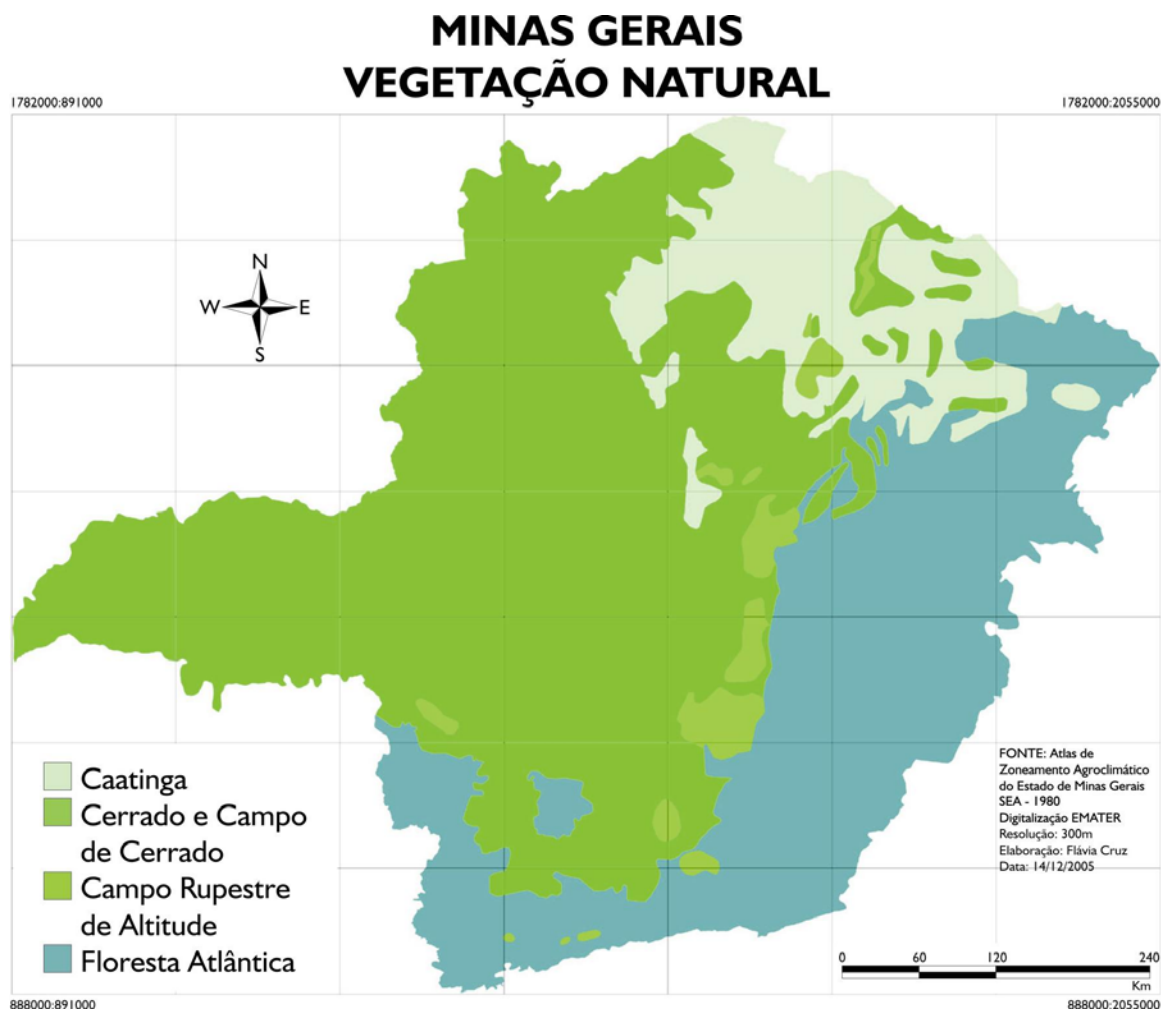 MINAS GERAIS
VEGETAÇÃO NATURAL
1782000:891000
1782000:2055000
N
W
E
S
Caatinga
Cerrado e Campo
de Cerrado
Campo Rupestre
de Altitude
Floresta Atlântica
FONTE: Atlas de
Zoneamento Agroclimático
do Estado de Minas Gerais
SEA - 1980
Digitalização EMATER
Resolução: 300m
Elaboração: Flávia Cruz
Data: 14/12/2005
0
60
120
240
Km
888000:891000
888000:2055000